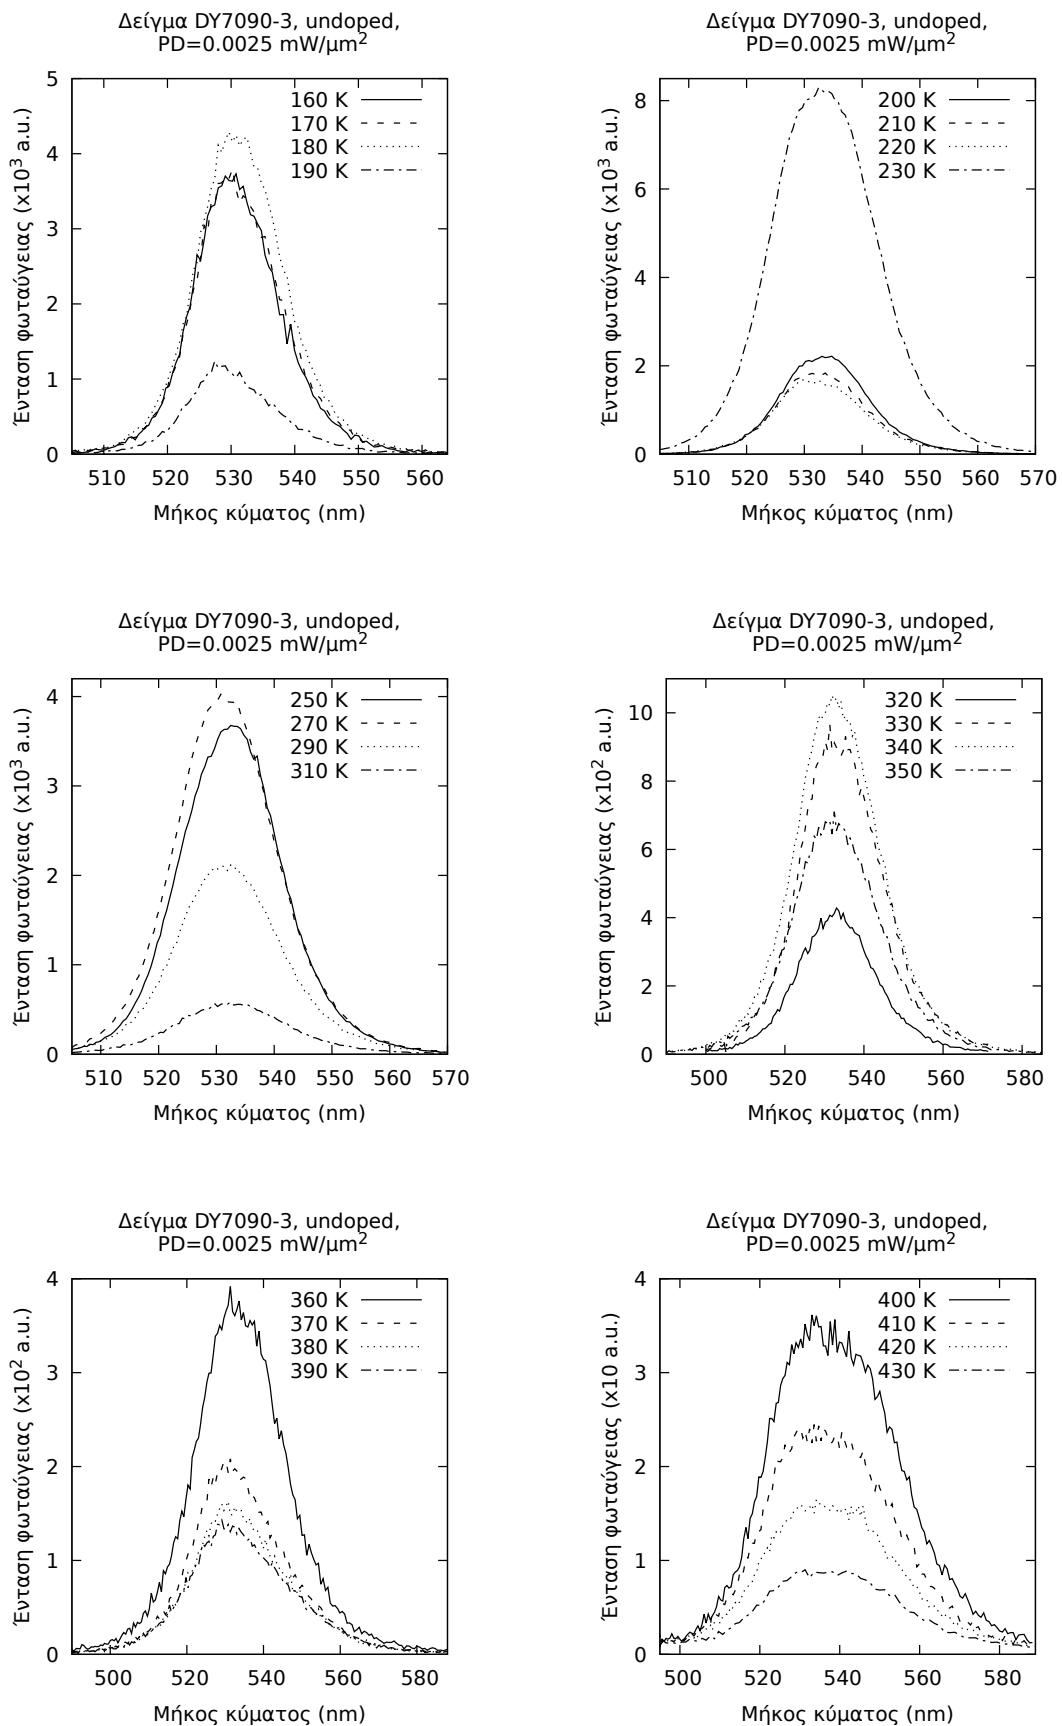 Δείγμα DY7090-3, undoped,
PD=0.0025 mW/μm²
Ένταση φωταύγειας (x10³ a.u.)
5
4
3
2
1
0
160 K
170 K
180 K
190 K
510 520 530 540 550 560
Μήκος κύματος (nm)
Δείγμα DY7090-3, undoped,
PD=0.0025 mW/μm²
Ένταση φωταύγειας (x10³ a.u.)
8
6
4
2
0
200 K
210 K
220 K
230 K
510 520 530 540 550 560 570
Μήκος κύματος (nm)
Δείγμα DY7090-3, undoped,
PD=0.0025 mW/μm²
Ένταση φωταύγειας (x10³ a.u.)
4
3
2
1
0
250 K
270 K
290 K
310 K
510 520 530 540 550 560 570
Μήκος κύματος (nm)
Δείγμα DY7090-3, undoped,
PD=0.0025 mW/μm²
Ένταση φωταύγειας (x10² a.u.)
10
8
6
4
2
0
320 K
330 K
340 K
350 K
500 520 540 560 580
Μήκος κύματος (nm)
Δείγμα DY7090-3, undoped,
PD=0.0025 mW/μm²
Ένταση φωταύγειας (x10² a.u.)
4
3
2
1
0
360 K
370 K
380 K
390 K
500 520 540 560 580
Μήκος κύματος (nm)
Δείγμα DY7090-3, undoped,
PD=0.0025 mW/μm²
Ένταση φωταύγειας (x10 a.u.)
4
3
2
1
0
400 K
410 K
420 K
430 K
500 520 540 560 580
Μήκος κύματος (nm)